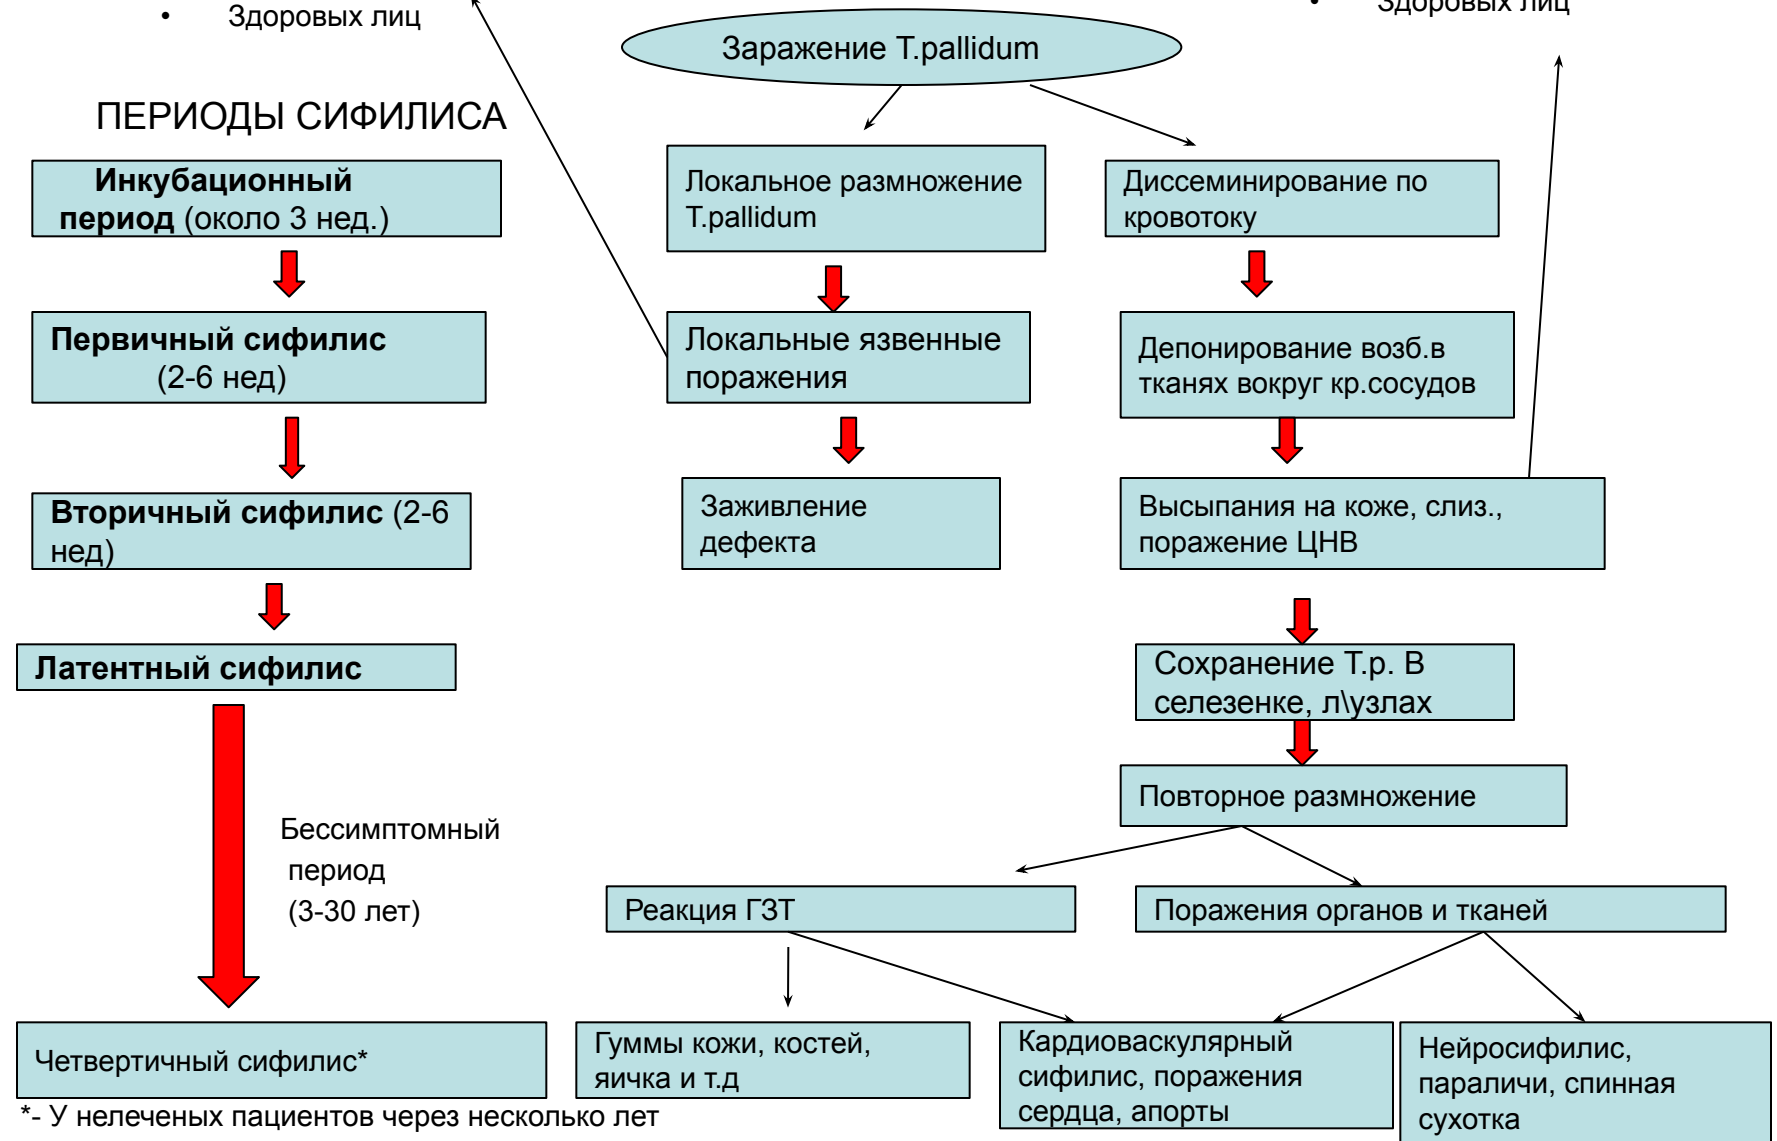 • Здоровых лиц
• Здоровых лиц
Заражение T.pallidum
ПЕРИОДЫ СИФИЛИСА
Инкубационный
период (около 3 нед.)
Локальное размножение
T.pallidum
Диссеминирование по
кровотоку
Первичный сифилис
(2-6 нед)
Локальные язвенные
поражения
Депонирование возб.в
тканях вокруг кр.сосудов
Вторичный сифилис (2-6
нед)
Заживление
дефекта
Высыпания на коже, слиз.,
поражение ЦНВ
Латентный сифилис
Сохранение Т.р. В
селезенке, л\узлах
Повторное размножение
Бессимптомный
период
(3-30 лет)
Реакция ГЗТ
Поражения органов и тканей
Четвертичный сифилис*
Гуммы кожи, костей,
яичка и т.д
Кардиоваскулярный
сифилис, поражения
сердца, апорты
Нейросифилис,
параличи, спинная
сухотка
*- У нелеченых пациентов через несколько лет